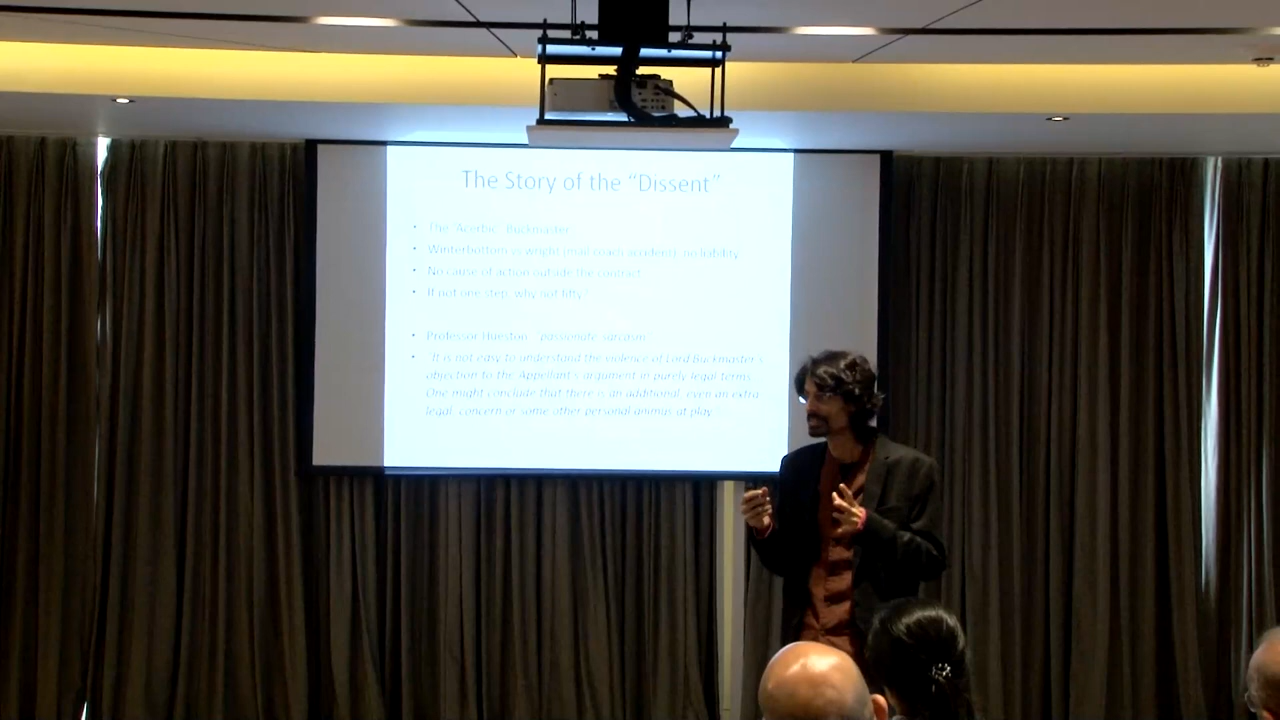 The Story of the "Dissent"
• The 'Acerbic' Buckmaster
• Winterbottom vs wright (mail coach accident): no liability
• No cause of action outside the contract
• If not one step, why not fifty?
• Professor Hueston: "passionate sarcasm"
• "It is not easy to understand the violence of Lord Buckmaster's
objection to the Appellant's argument in purely legal terms.
One might conclude that there is an additional, even an extra
legal, concern or some other personal animus at play.